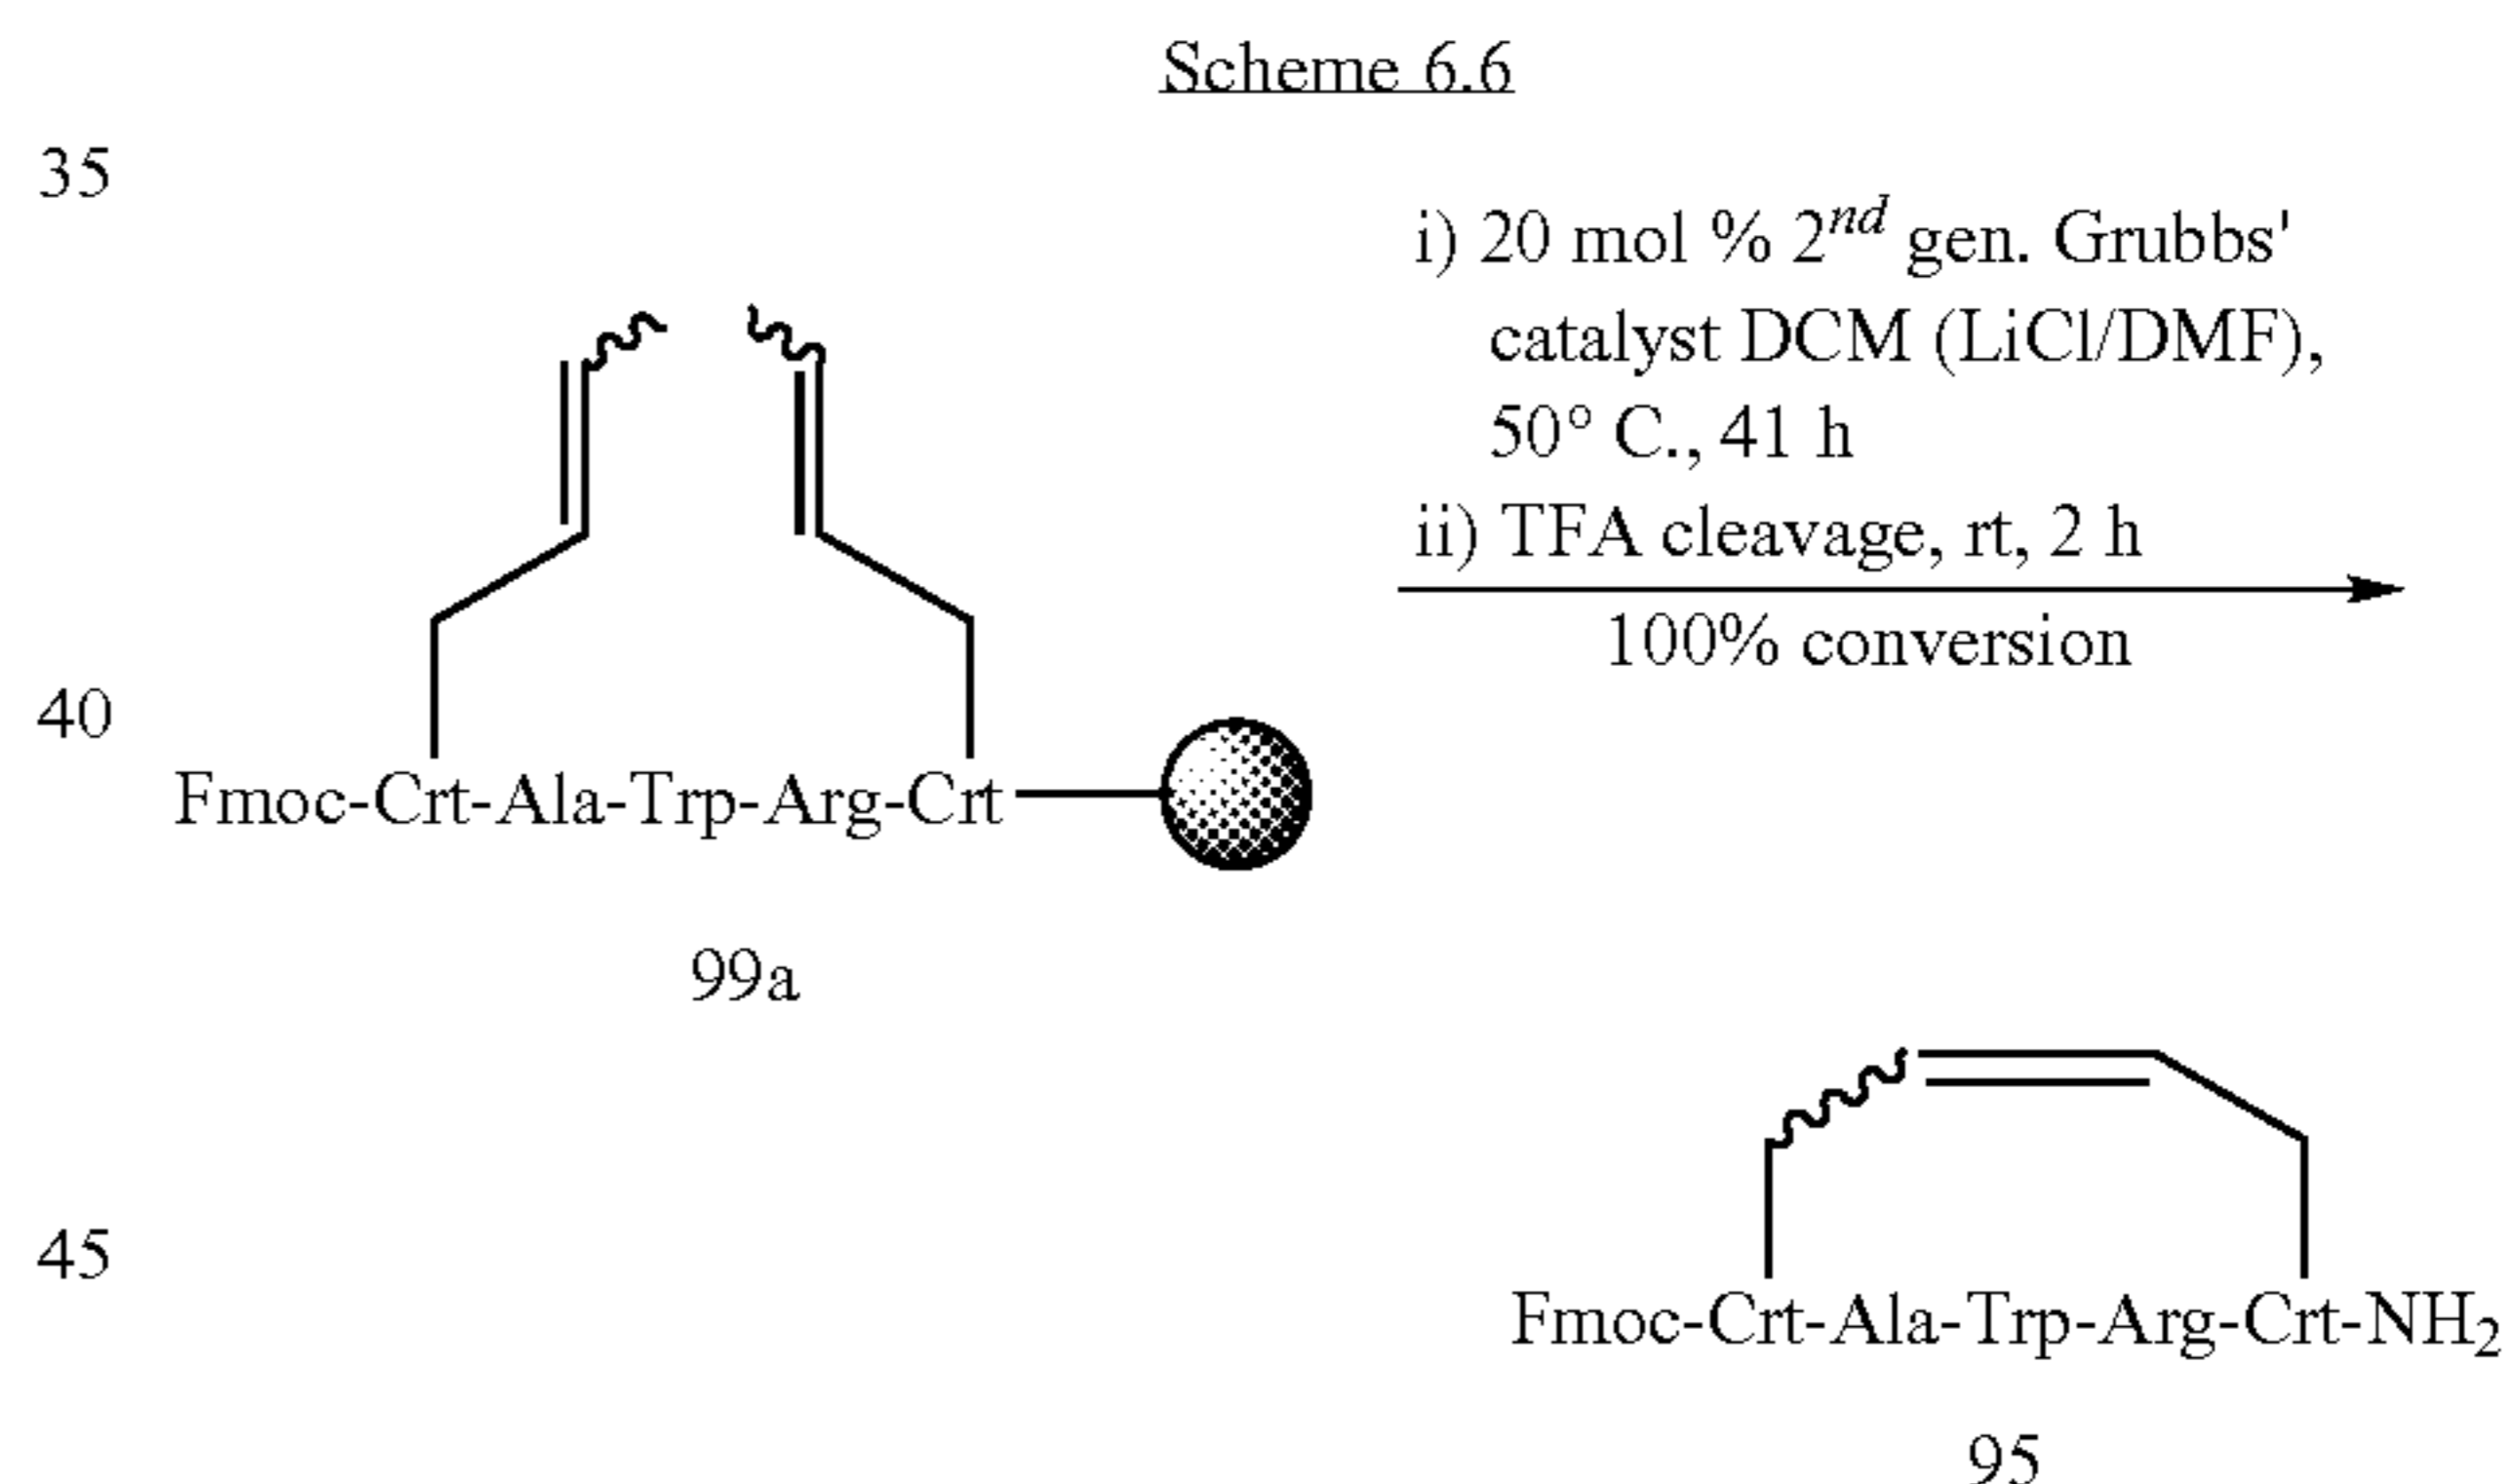 Scheme 6.6
35
i) 20 mol % 2nd gen. Grubbs'
catalyst DCM (LiCl/DMF),
50° C., 41 h
ii) TFA cleavage, rt, 2 h
100% conversion
40
Fmoc-Crt-Ala-Trp-Arg-Crt
99a
45
Fmoc-Crt-Ala-Trp-Arg-Crt-NH2
95